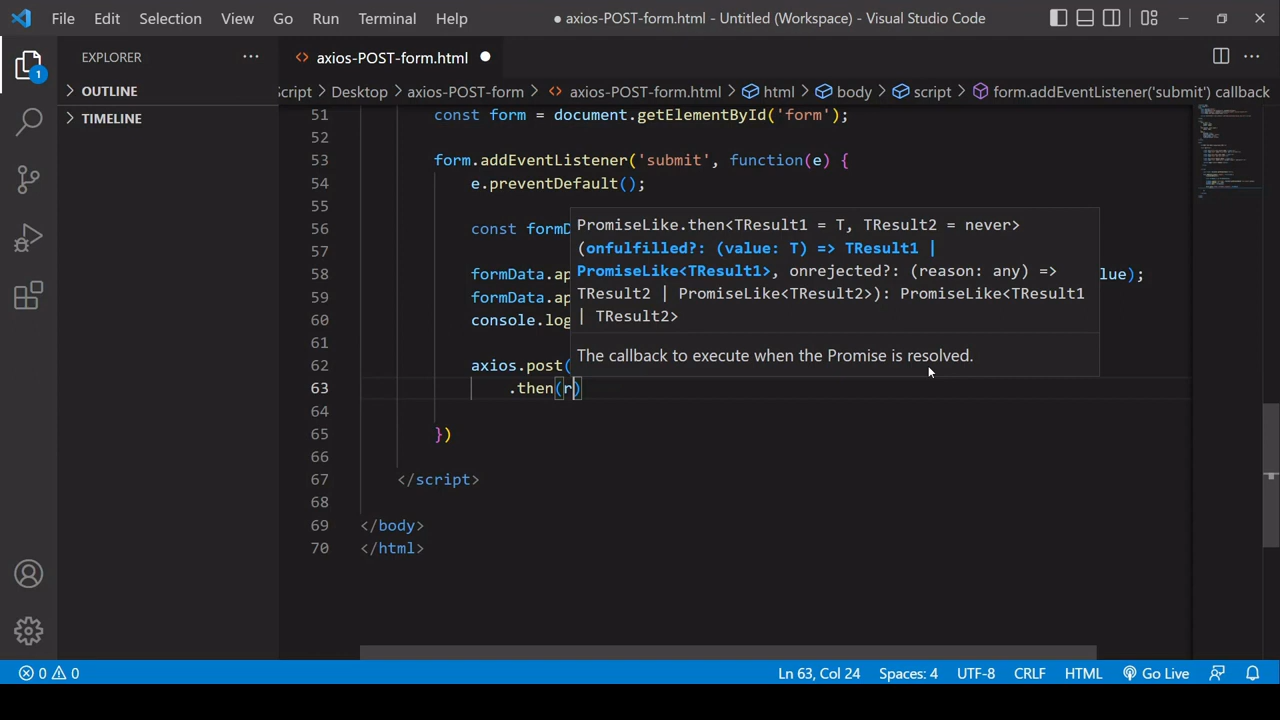 File Edit Selection View Go Run Terminal Help ● axios-POST-form.html - Untitled (Workspace) - Visual Studio Code
EXPLORER ···
axios-POST-form.html
1
OUTLINE
TIMELINE
Script > Desktop > axios-POST-form > axios-POST-form.html > html > body > script > form.addEventListener('submit') callback
51 const form = document.getElementById('form');
52
53 form.addEventListener('submit', function(e) {
54 e.preventDefault();
55
56 const formD
57
58 formData.ap lue);
59 formData.ap
60 console.log
61
62 axios.post(
63 .then(r)
64
65 })
66
67 </script>
68
69 </body>
70 </html>
PromiseLike.then<TResult1 = T, TResult2 = never>
(onfulfilled?: (value: T) => TResult1 |
PromiseLike<TResult1>, onrejected?: (reason: any) =>
TResult2 | PromiseLike<TResult2>): PromiseLike<TResult1
| TResult2>
The callback to execute when the Promise is resolved.
0 0 Ln 63, Col 24 Spaces: 4 UTF-8 CRLF HTML Go Live